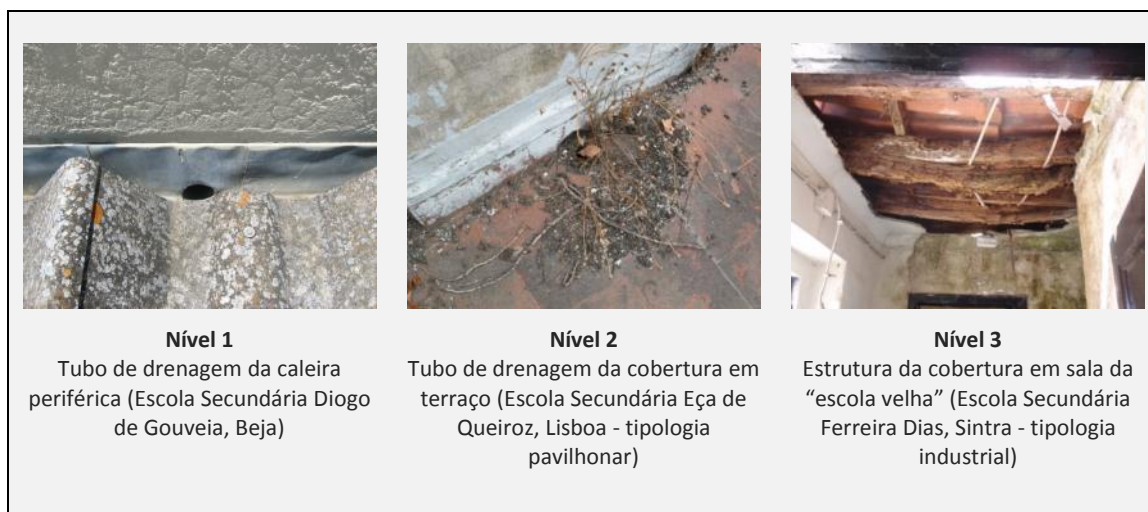 Nível 1
Tubo de drenagem da caleira
periférica (Escola Secundária Diogo
de Gouveia, Beja)
Nível 2
Tubo de drenagem da cobertura em
terraço (Escola Secundária Eça de
Queiroz, Lisboa - tipologia
pavilhonar)
Nível 3
Estrutura da cobertura em sala da
“escola velha” (Escola Secundária
Ferreira Dias, Sintra - tipologia
industrial)